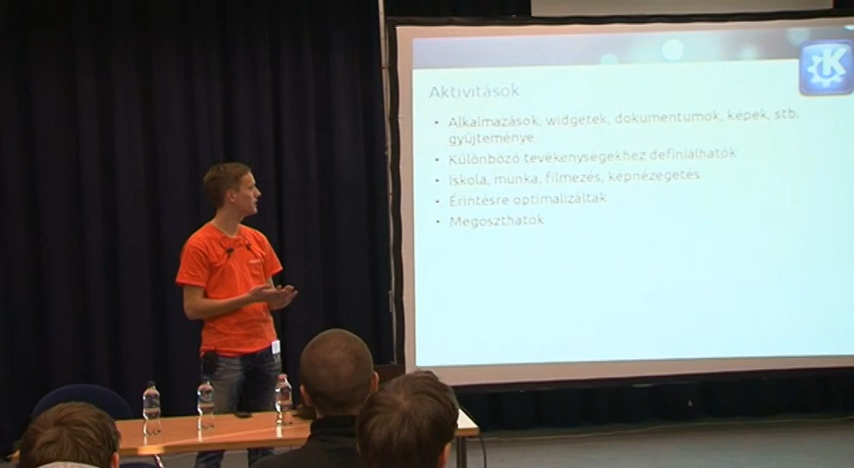 Aktivitások
• Alkalmazások, widgetek, dokumentumok, képek, stb.
gyűjteménye
• Különböző tevékenységekhez definiálhatók
• Iskola, munka, filmezés, képnézegetés
• Érintésre optimalizáltak
• Megoszthatók
K